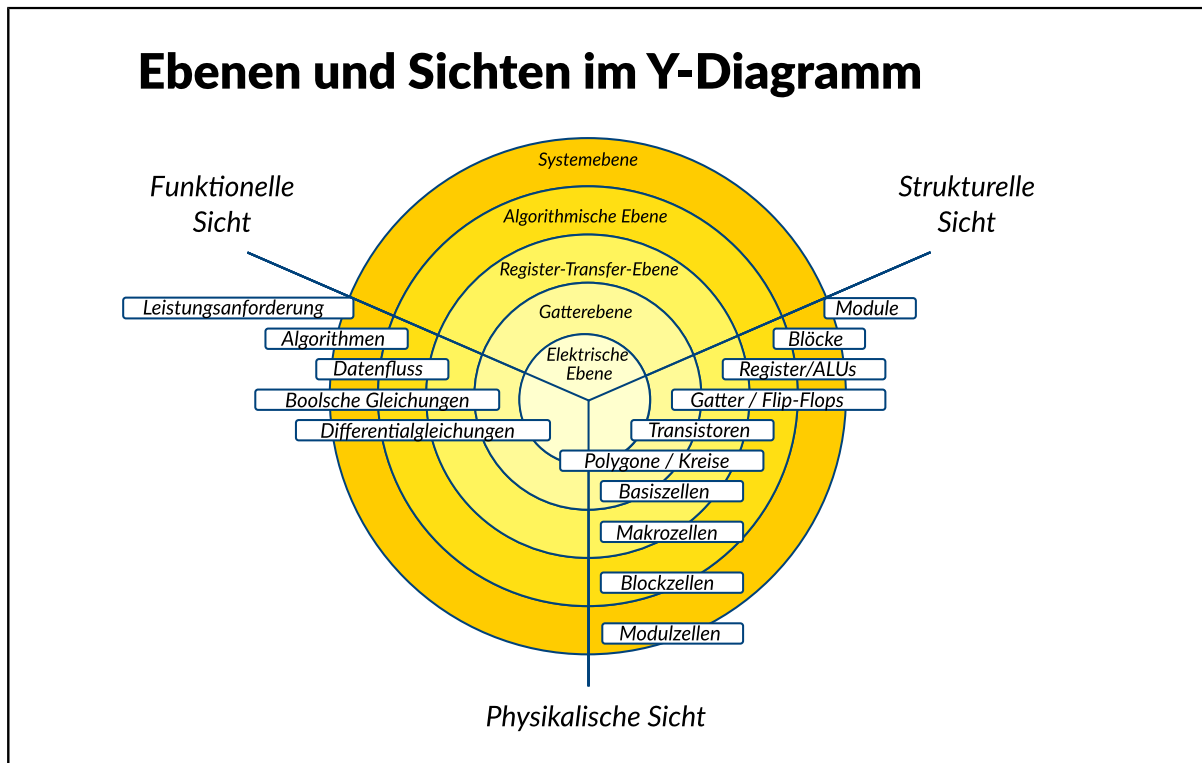 Ebenen und Sichten im Y-Diagramm
Systemebene
Funktionelle
Sicht
Strukturelle
Sicht
Algorithmische Ebene
Register-Transfer-Ebene
Gatterebene
Elektrische
Ebene
Leistungsanforderung
Module
Algorithmen
Blöcke
Datenfluss
Register/ALUs
Boolsche Gleichungen
Gatter / Flip-Flops
Differentialgleichungen
Transistoren
Polygone / Kreise
Basiszellen
Makrozellen
Blockzellen
Modulzellen
Physikalische Sicht